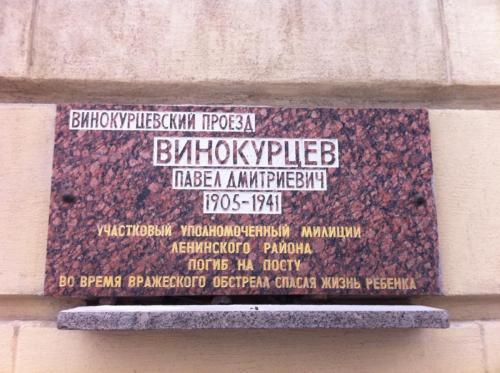 ВИНОКУРЦЕВСКИЙ ПРОЕЗД
ВИНОКУРЦЕВ
ПАВЕЛ ДМИТРИЕВИЧ
1905-1941
УЧАСТКОВЫЙ УПОЛНОМОЧЕННЫЙ МИЛИЦИИ
ЛЕНИНСКОГО РАЙОНА
ПОГИБ НА ПОСТУ
ВО ВРЕМЯ ВРАЖЕСКОГО ОБСТРЕЛА СПАСЛЯ ЖИЗНЬ РЕБЕНКА